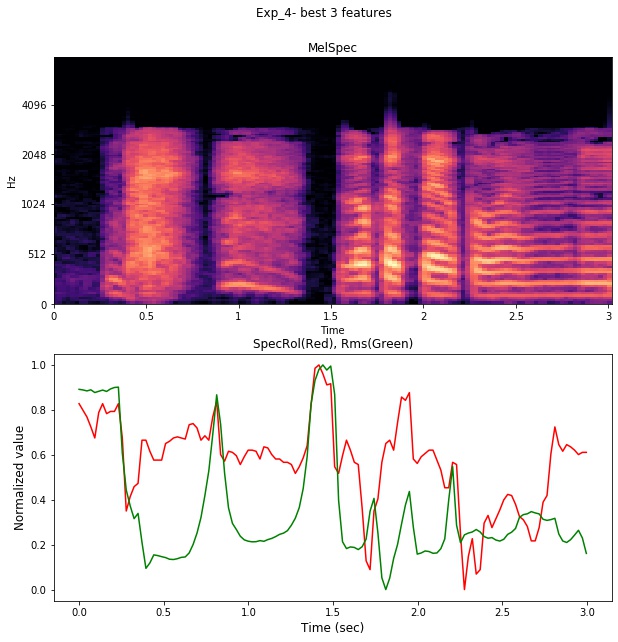 Exp_4- best 3 features
MelSpec
4096
2048
1024
512
0
Hz
0 0.5 1 1.5 2 2.5 3
Time
SpecRol(Red), Rms(Green)
1.0
0.8
0.6
0.4
0.2
0.0
Normalized value
0.0 0.5 1.0 1.5 2.0 2.5 3.0
Time (sec)